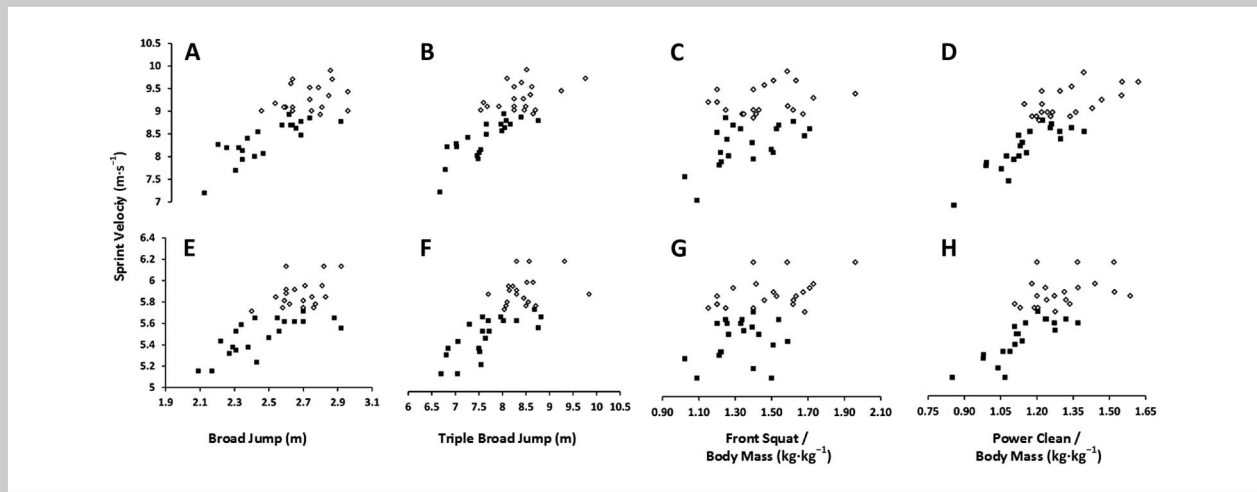 A B C D
10.5
10
9.5
9
8.5
8
7.5
7
Sprint Velociy (m·s⁻¹)
E F G H
6.4
6.2
6
5.8
5.6
5.4
5.2
5
1.9 2.1 2.3 2.5 2.7 2.9 3.1
6 6.5 7 7.5 8 8.5 9 9.5 10 10.5
0.90 1.10 1.30 1.50 1.70 1.90 2.10
0.75 0.90 1.05 1.20 1.35 1.50 1.65
Broad Jump (m)
Triple Broad Jump (m)
Front Squat /
Body Mass (kg·kg⁻¹)
Power Clean /
Body Mass (kg·kg⁻¹)